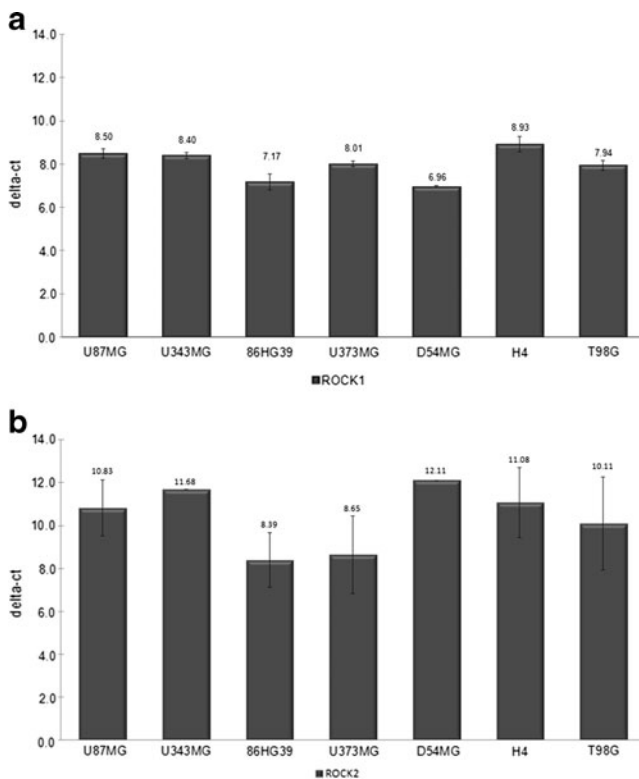 a
14.0
12.0
10.0
8.0
6.0
4.0
2.0
0.0
delta-ct
8.50 8.40 7.17 8.01 6.96 8.93 7.94
U87MG U343MG 86HG39 U373MG D54MG H4 T98G
ROCK1
b
14.0
12.0
10.0
8.0
6.0
4.0
2.0
0.0
delta-ct
10.83 11.68 8.39 8.65 12.11 11.08 10.11
U87MG U343MG 86HG39 U373MG D54MG H4 T98G
ROCK2